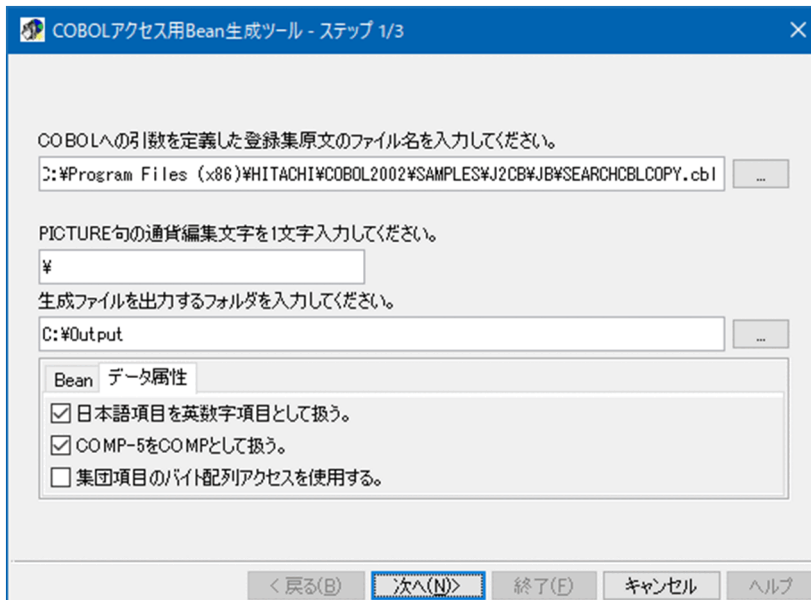 COBOLアクセス用Bean生成ツール - ステップ 1/3
COBOLへの引数を定義した登録集原文のファイル名を入力してください。
:¥Program Files (x86)¥HITACHI¥COBOL2002¥SAMPLES¥J2CB¥JB¥SEARCHCBLCOPY.cbl
...
PICTURE句の通貨編集文字を1文字入力してください。
¥
生成ファイルを出力するフォルダを入力してください。
C:¥Output
...
Bean データ属性
日本語項目を英数字項目として扱う。
COMP-5をCOMPとして扱う。
集団項目のバイト配列アクセスを使用する。
< 戻る(B) 次へ(N)> 終了(F) キャンセル ヘルプ